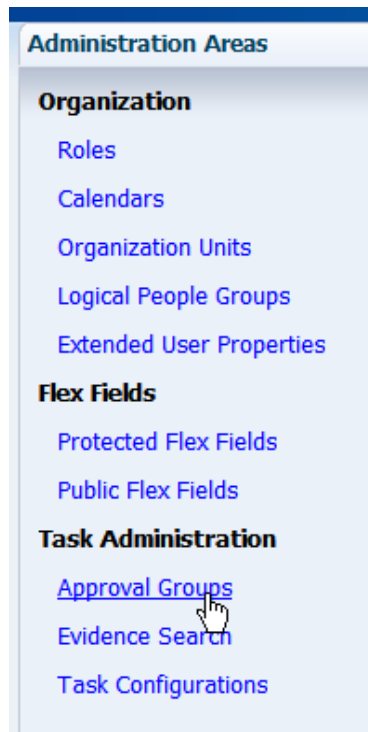 Administration Areas
Organization
Roles
Calendars
Organization Units
Logical People Groups
Extended User Properties
Flex Fields
Protected Flex Fields
Public Flex Fields
Task Administration
Approval Groups
Evidence Search
Task Configurations